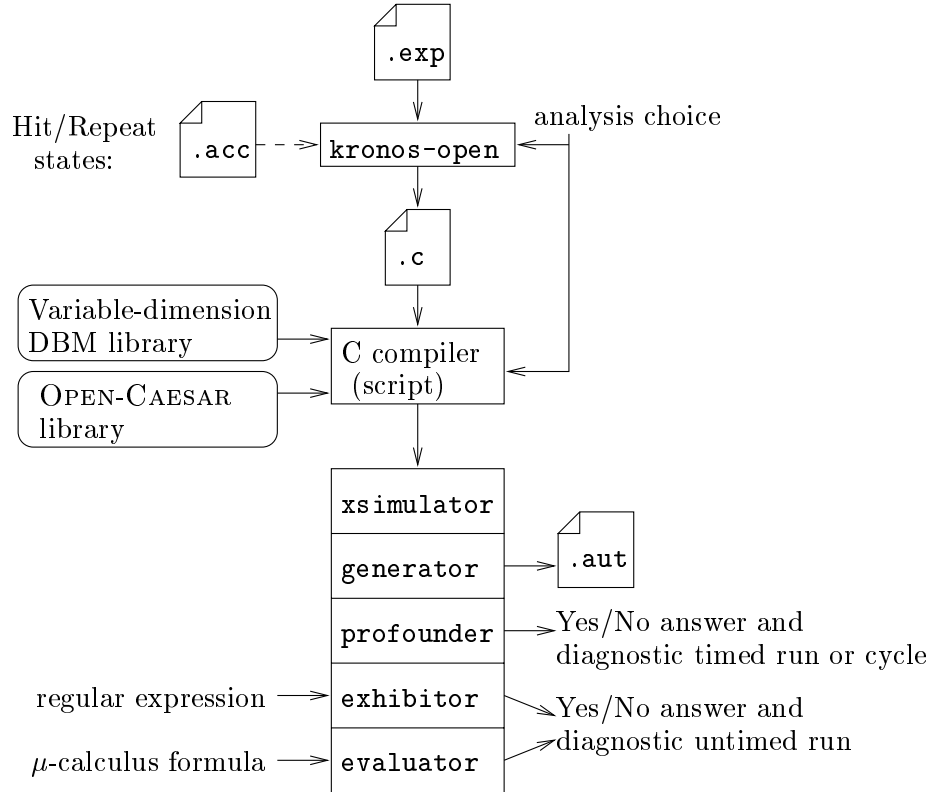 .exp
analysis choice
Hit/Repeat
states:
.acc
kronos-open
.c
Variable-dimension
DBM library
C compiler
(script)
OPEN-CAESAR
library
xsimulator
generator
.aut
profounder
Yes/No answer and
diagnostic timed run or cycle
regular expression
exhibitor
Yes/No answer and
diagnostic untimed run
μ-calculus formula
evaluator